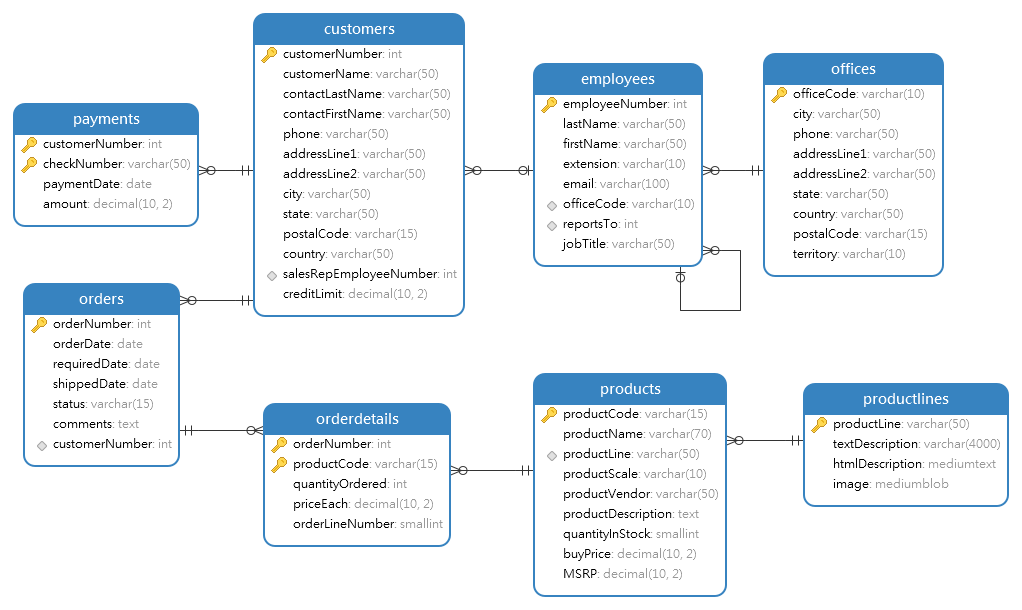 customers
customerNumber: int
customerName: varchar(50)
contactLastName: varchar(50)
contactFirstName: varchar(50)
phone: varchar(50)
addressLine1: varchar(50)
addressLine2: varchar(50)
city: varchar(50)
state: varchar(50)
postalCode: varchar(15)
country: varchar(50)
salesRepEmployeeNumber: int
creditLimit: decimal(10, 2)
employees
employeeNumber: int
lastName: varchar(50)
firstName: varchar(50)
extension: varchar(10)
email: varchar(100)
officeCode: varchar(10)
reportsTo: int
jobTitle: varchar(50)
offices
officeCode: varchar(10)
city: varchar(50)
phone: varchar(50)
addressLine1: varchar(50)
addressLine2: varchar(50)
state: varchar(50)
country: varchar(50)
postalCode: varchar(15)
territory: varchar(10)
payments
customerNumber: int
checkNumber: varchar(50)
paymentDate: date
amount: decimal(10, 2)
orders
orderNumber: int
orderDate: date
requiredDate: date
shippedDate: date
status: varchar(15)
comments: text
customerNumber: int
orderdetails
orderNumber: int
productCode: varchar(15)
quantityOrdered: int
priceEach: decimal(10, 2)
orderLineNumber: smallint
products
productCode: varchar(15)
productName: varchar(70)
productLine: varchar(50)
productScale: varchar(10)
productVendor: varchar(50)
productDescription: text
quantityInStock: smallint
buyPrice: decimal(10, 2)
MSRP: decimal(10, 2)
productlines
productLine: varchar(50)
textDescription: varchar(4000)
htmlDescription: mediumtext
image: mediumblob